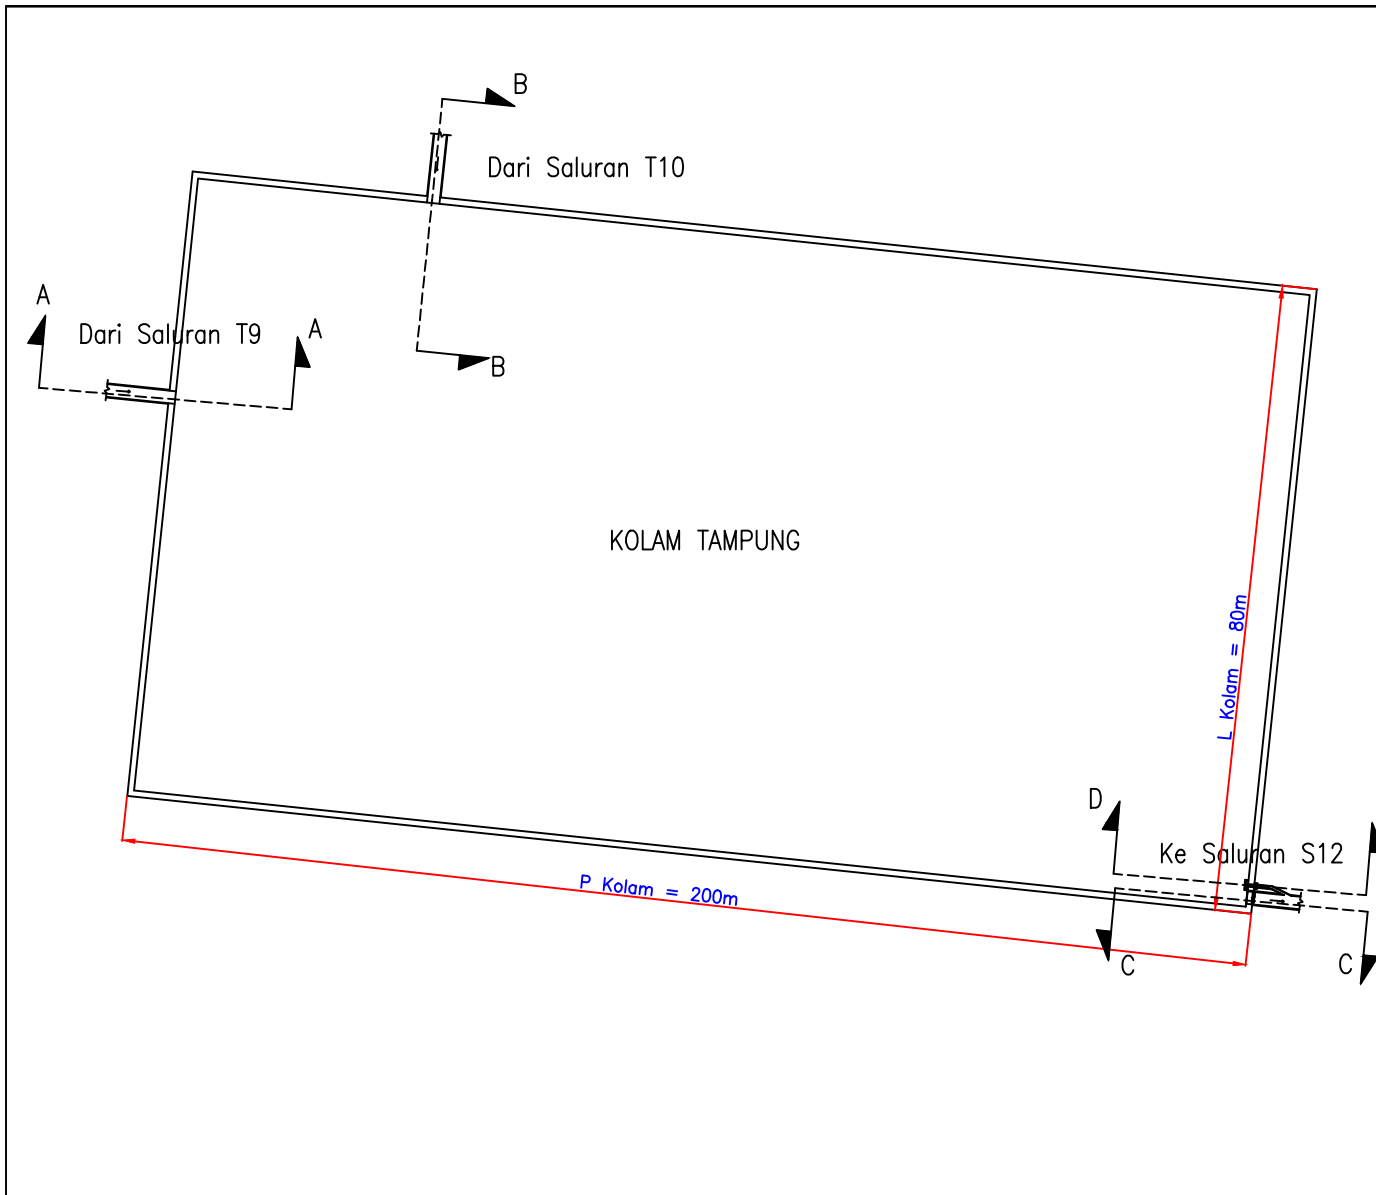 B
Dari Saluran T10
A
Dari Saluran T9
A
B
KOLAM TAMPUNG
L Kolam = 80m
D
Ke Saluran S12
P Kolam = 200m
C
C